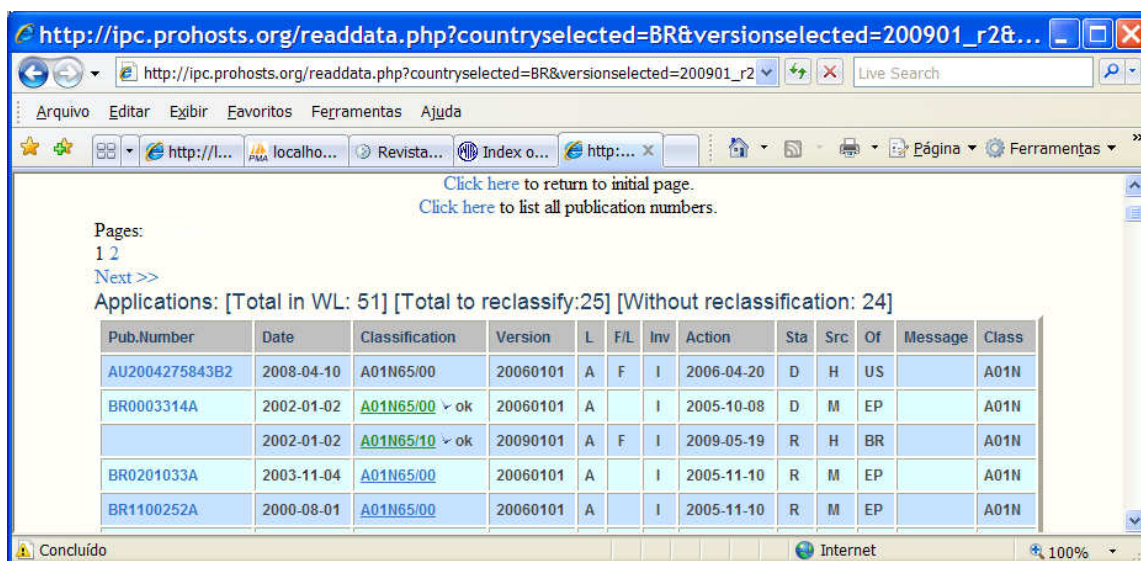 http://ipc.prohosts.org/readdata.php?countryselected=BR&versionselected=200901_r2&...
http://ipc.prohosts.org/readdata.php?countryselected=BR&versionselected=200901_r2 Live Search
Arquivo Editar Exibir Favoritos Ferramentas Ajuda
http://l... localho... Revista... Index o... http:... Página Ferramentas »
Click here to return to initial page.
Click here to list all publication numbers.
Pages:
1 2
Next >>
Applications: [Total in WL: 51] [Total to reclassify:25] [Without reclassification: 24]
Pub.Number Date Classification Version L F/L Inv Action Sta Src Of Message Class
AU2004275843B2 2008-04-10 A01N65/00 20060101 A F I 2006-04-20 D H US A01N
BR0003314A 2002-01-02 A01N65/00 ok 20060101 A I 2005-10-08 D M EP A01N
2002-01-02 A01N65/10 ok 20090101 A F I 2009-05-19 R H BR A01N
BR0201033A 2003-11-04 A01N65/00 20060101 A I 2005-11-10 R M EP A01N
BR1100252A 2000-08-01 A01N65/00 20060101 A I 2005-11-10 R M EP A01N
Concluído Internet 100%